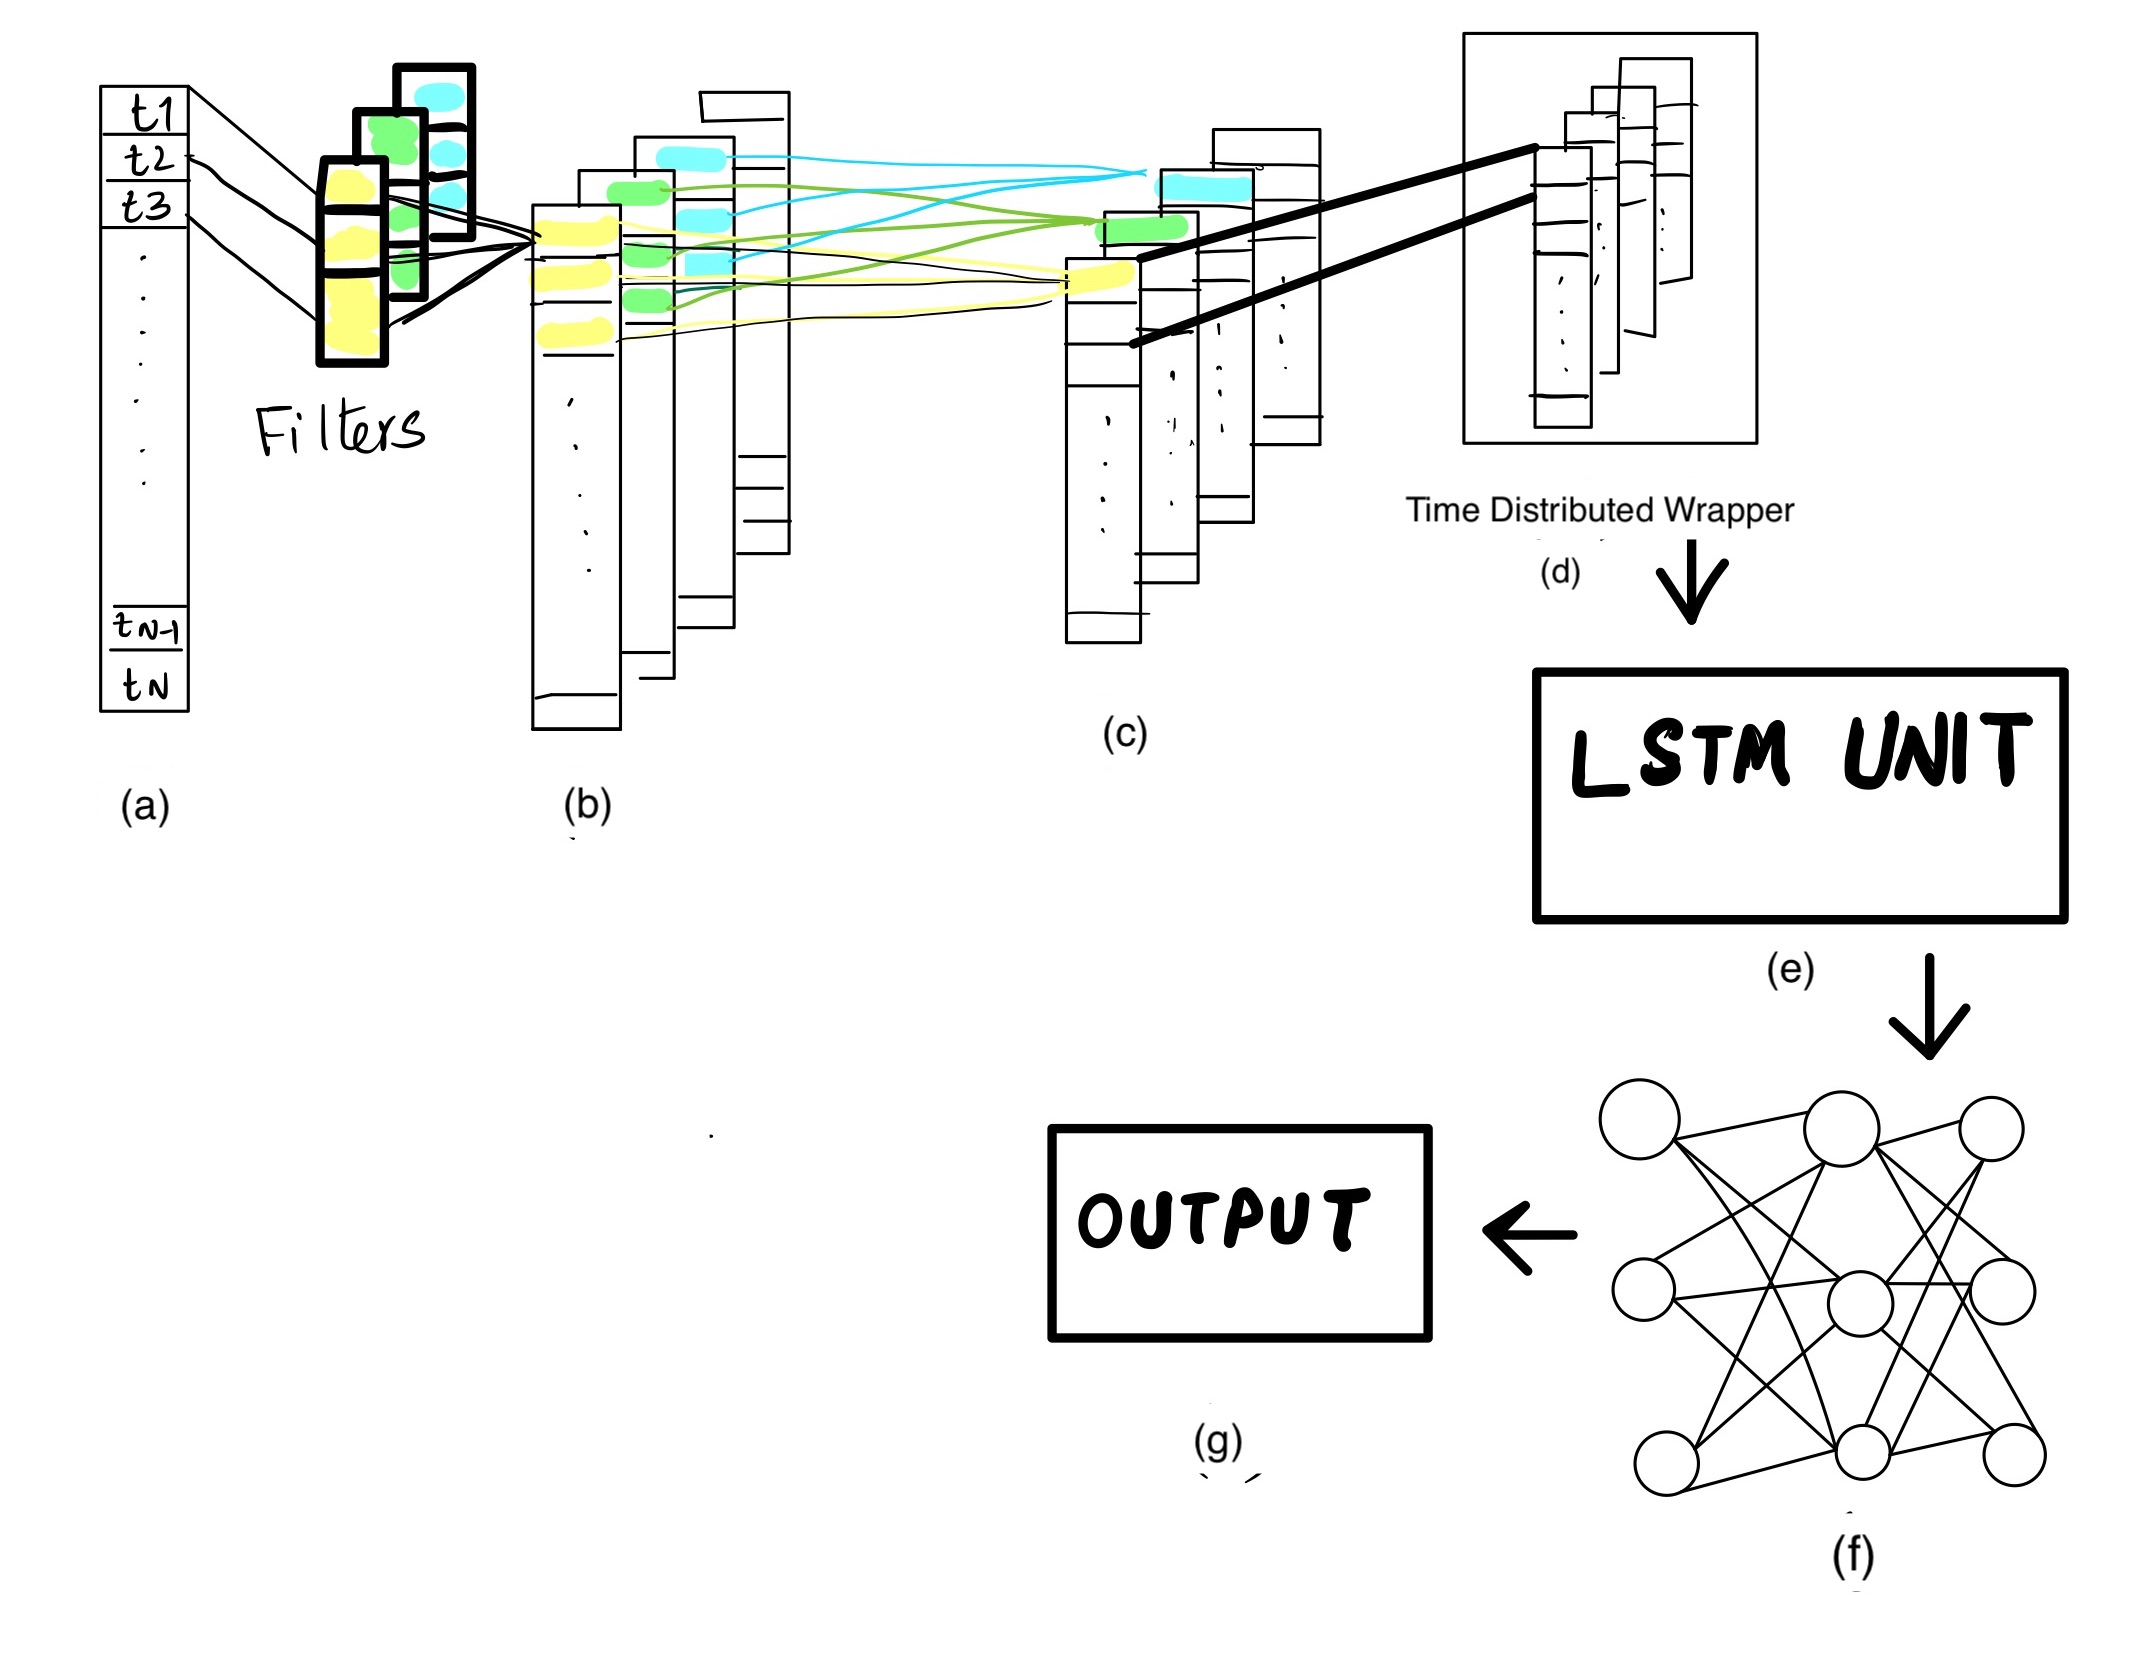 t1
t2
t3
tN-1
tN
Filters
(a)
(b)
(c)
Time Distributed Wrapper
(d)
LSTM UNIT
(e)
(f)
OUTPUT
(g)